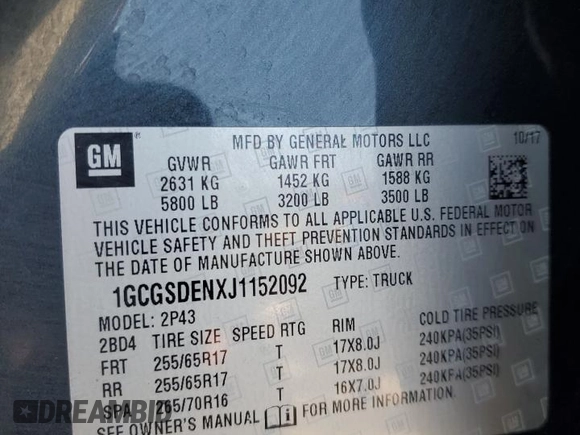 GM
MFD BY GENERAL MOTORS LLC 10/17
GVWR GAWR FRT GAWR RR
2631 KG 1452 KG 1588 KG
5800 LB 3200 LB 3500 LB
THIS VEHICLE CONFORMS TO ALL APPLICABLE U.S. FEDERAL MOTOR
VEHICLE SAFETY AND THEFT PREVENTION STANDARDS IN EFFECT ON
THE DATE OF MANUFACTURE SHOWN ABOVE.
1GCGSDENXJ1152092 TYPE: TRUCK
MODEL: 2P43
2BD4 TIRE SIZE SPEED RTG RIM COLD TIRE PRESSURE
FRT 255/65R17 T 17X8.0J 240KPA(35PSI)
RR 255/65R17 T 17X8.0J 240KPA(35PSI)
SPA 265/70R16 T 16X7.0J 240KPA(35PSI)
SEE OWNER'S MANUAL FOR MORE INFORMATION.
DREAMBID